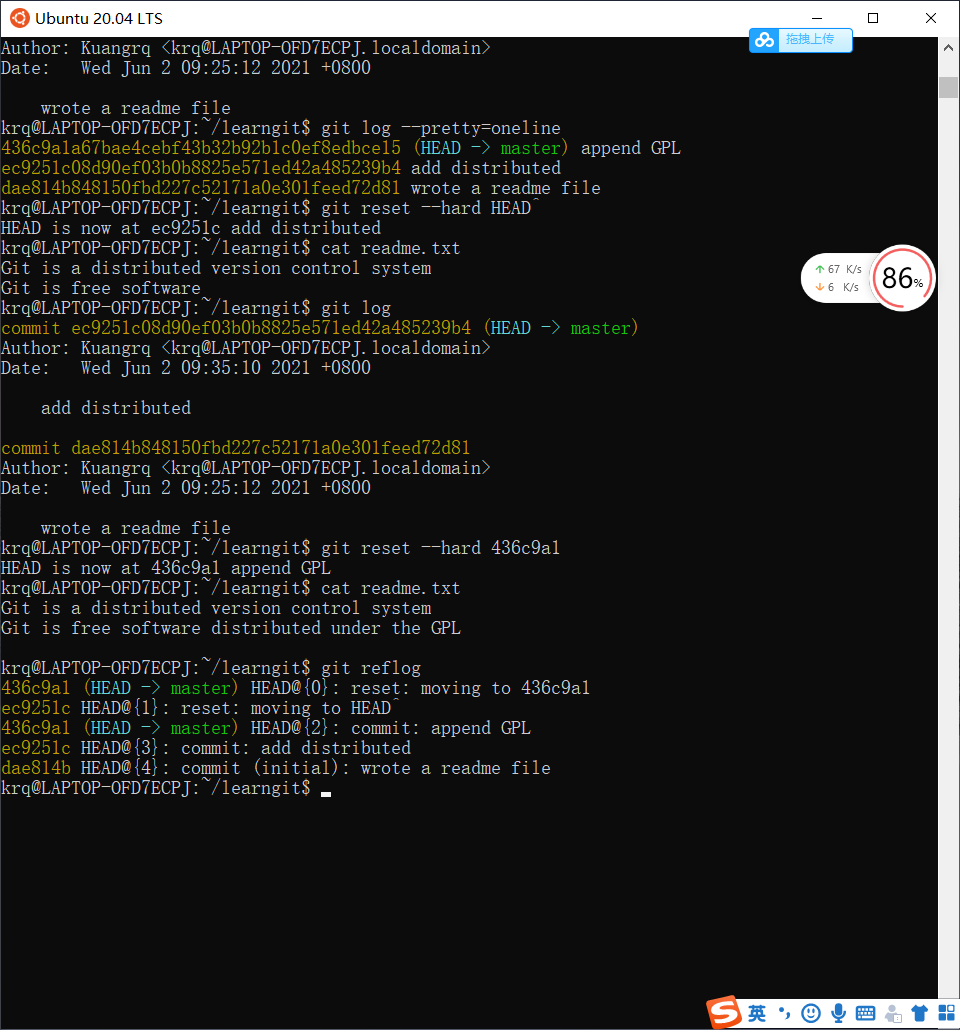 Ubuntu 20.04 LTS
拖拽上传
Author: Kuangrq <krq@LAPTOP-OFD7ECPJ.localdomain>
Date:   Wed Jun 2 09:25:12 2021 +0800
    wrote a readme file
krq@LAPTOP-OFD7ECPJ:~/learngit$ git log --pretty=oneline
436c9a1a67bae4cebf43b32b92b1c0ef8edbce15 (HEAD -> master) append GPL
ec9251c08d90ef03b0b8825e571ed42a485239b4 add distributed
dae814b848150fbd227c52171a0e301feed72d81 wrote a readme file
krq@LAPTOP-OFD7ECPJ:~/learngit$ git reset --hard HEAD^
HEAD is now at ec9251c add distributed
krq@LAPTOP-OFD7ECPJ:~/learngit$ cat readme.txt
Git is a distributed version control system
Git is free software
krq@LAPTOP-OFD7ECPJ:~/learngit$ git log
commit ec9251c08d90ef03b0b8825e571ed42a485239b4 (HEAD -> master)
Author: Kuangrq <krq@LAPTOP-OFD7ECPJ.localdomain>
Date:   Wed Jun 2 09:35:10 2021 +0800
    add distributed
commit dae814b848150fbd227c52171a0e301feed72d81
Author: Kuangrq <krq@LAPTOP-OFD7ECPJ.localdomain>
Date:   Wed Jun 2 09:25:12 2021 +0800
    wrote a readme file
krq@LAPTOP-OFD7ECPJ:~/learngit$ git reset --hard 436c9a1
HEAD is now at 436c9a1 append GPL
krq@LAPTOP-OFD7ECPJ:~/learngit$ cat readme.txt
Git is a distributed version control system
Git is free software distributed under the GPL
krq@LAPTOP-OFD7ECPJ:~/learngit$ git reflog
436c9a1 (HEAD -> master) HEAD@{0}: reset: moving to 436c9a1
ec9251c HEAD@{1}: reset: moving to HEAD^
436c9a1 (HEAD -> master) HEAD@{2}: commit: append GPL
ec9251c HEAD@{3}: commit: add distributed
dae814b HEAD@{4}: commit (initial): wrote a readme file
krq@LAPTOP-OFD7ECPJ:~/learngit$
67 K/s
6 K/s
86%
S 英